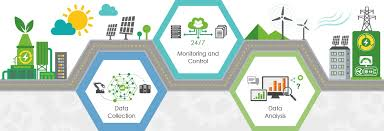 24/7
Monitoring and
Control
Data
Collection
Data
Analysis